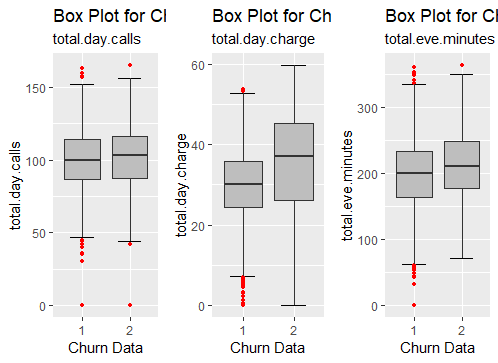 Box Plot for Cl
total.day.calls
total.day.calls
150
100
50
0
1 2
Churn Data
Box Plot for Ch
total.day.charge
total.day.charge
60
40
20
0
1 2
Churn Data
Box Plot for Cl
total.eve.minutes
total.eve.minutes
300
200
100
0
1 2
Churn Data